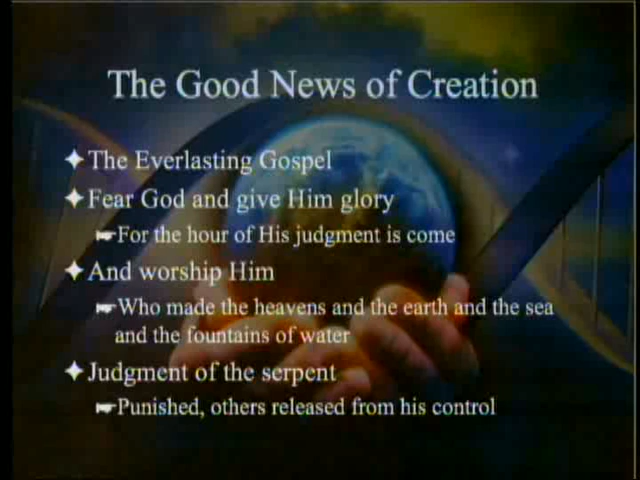 The Good News of Creation
The Everlasting Gospel
Fear God and give Him glory
For the hour of His judgment is come
And worship Him
Who made the heavens and the earth and the sea
and the fountains of water
Judgment of the serpent
Punished, others released from his control